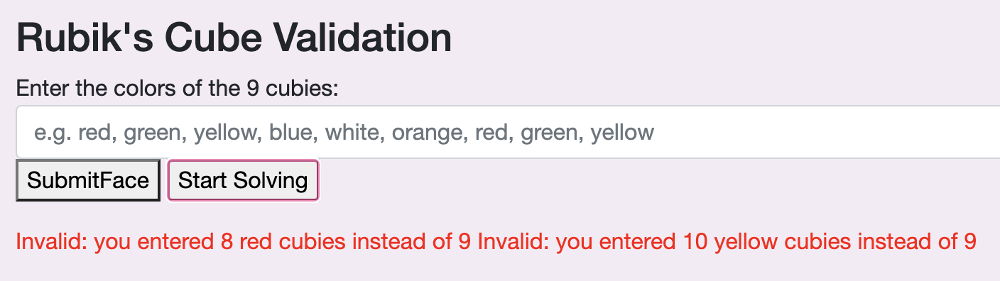 Rubik's Cube Validation
Enter the colors of the 9 cubies:
e.g. red, green, yellow, blue, white, orange, red, green, yellow
SubmitFace Start Solving
Invalid: you entered 8 red cubies instead of 9 Invalid: you entered 10 yellow cubies instead of 9